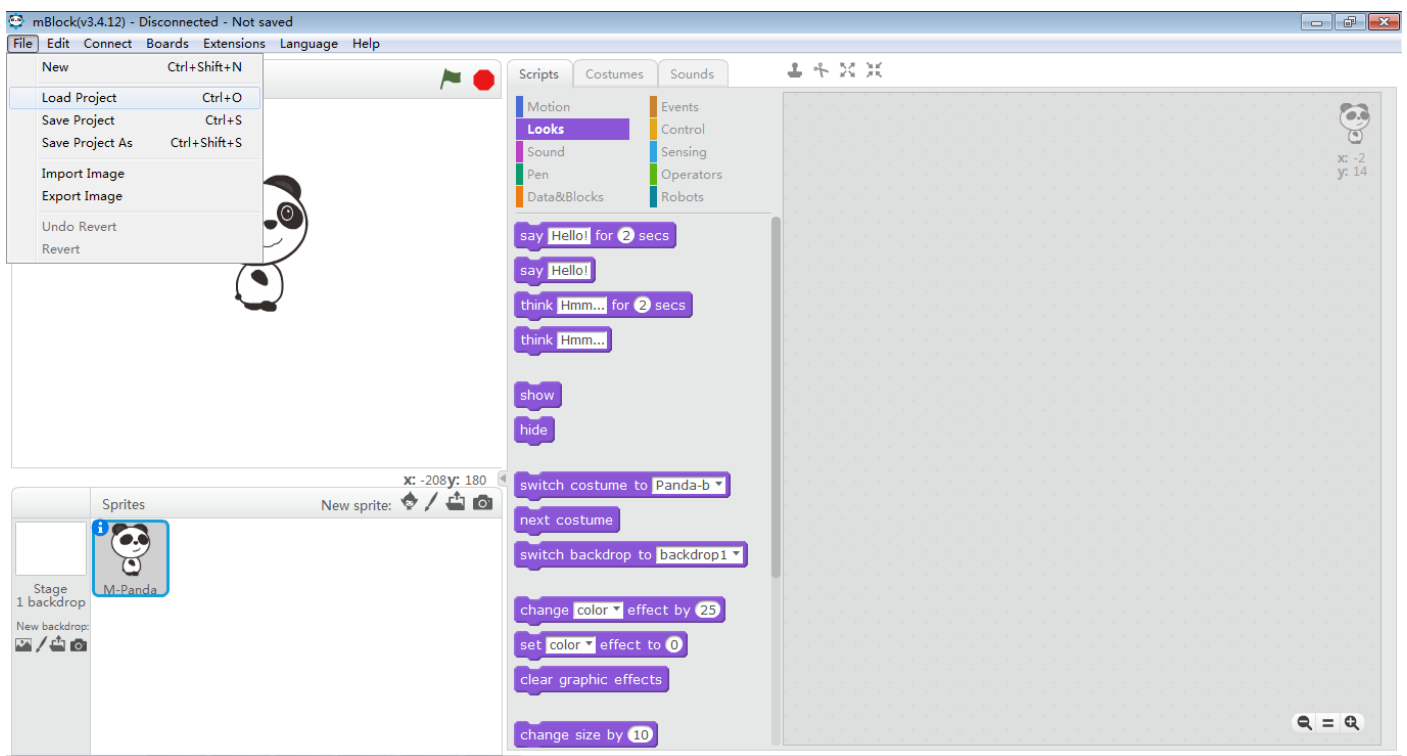 mBlock(v3.4.12) - Disconnected - Not saved
File Edit Connect Boards Extensions Language Help
New Ctrl+Shift+N
Load Project Ctrl+O
Save Project Ctrl+S
Save Project As Ctrl+Shift+S
Import Image
Export Image
Undo Revert
Revert
x: -208 y: 180
Sprites New sprite:
M-Panda
Stage
1 backdrop
New backdrop:
Scripts Costumes Sounds
Motion Events
Looks Control
Sound Sensing
Pen Operators
Data&Blocks Robots
say Hello! for 2 secs
say Hello!
think Hmm... for 2 secs
think Hmm...
show
hide
switch costume to Panda-b
next costume
switch backdrop to backdrop1
change color effect by 25
set color effect to 0
clear graphic effects
change size by 10
x: -2
y: 14